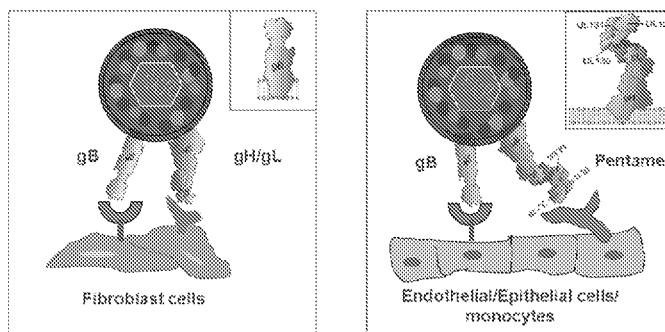 gB
gH/gL
Fibroblast cells
gB
Pentame
Endothelial/Epithelial cells/
monocytes